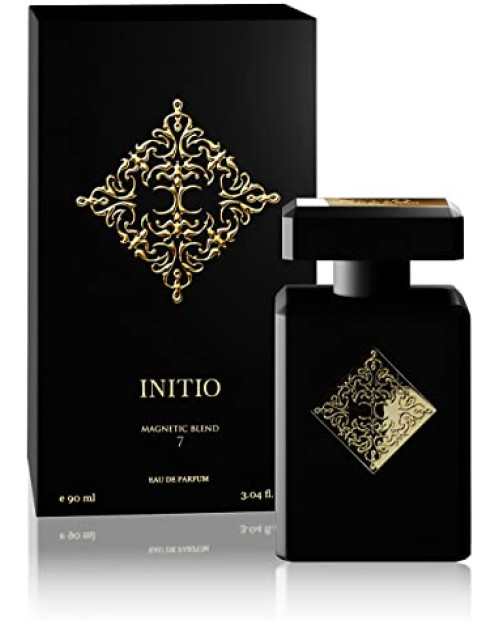 INITIO
MAGNETIC BLEND
7
EAU DE PARFUM
e 90 ml
3.04 fl.